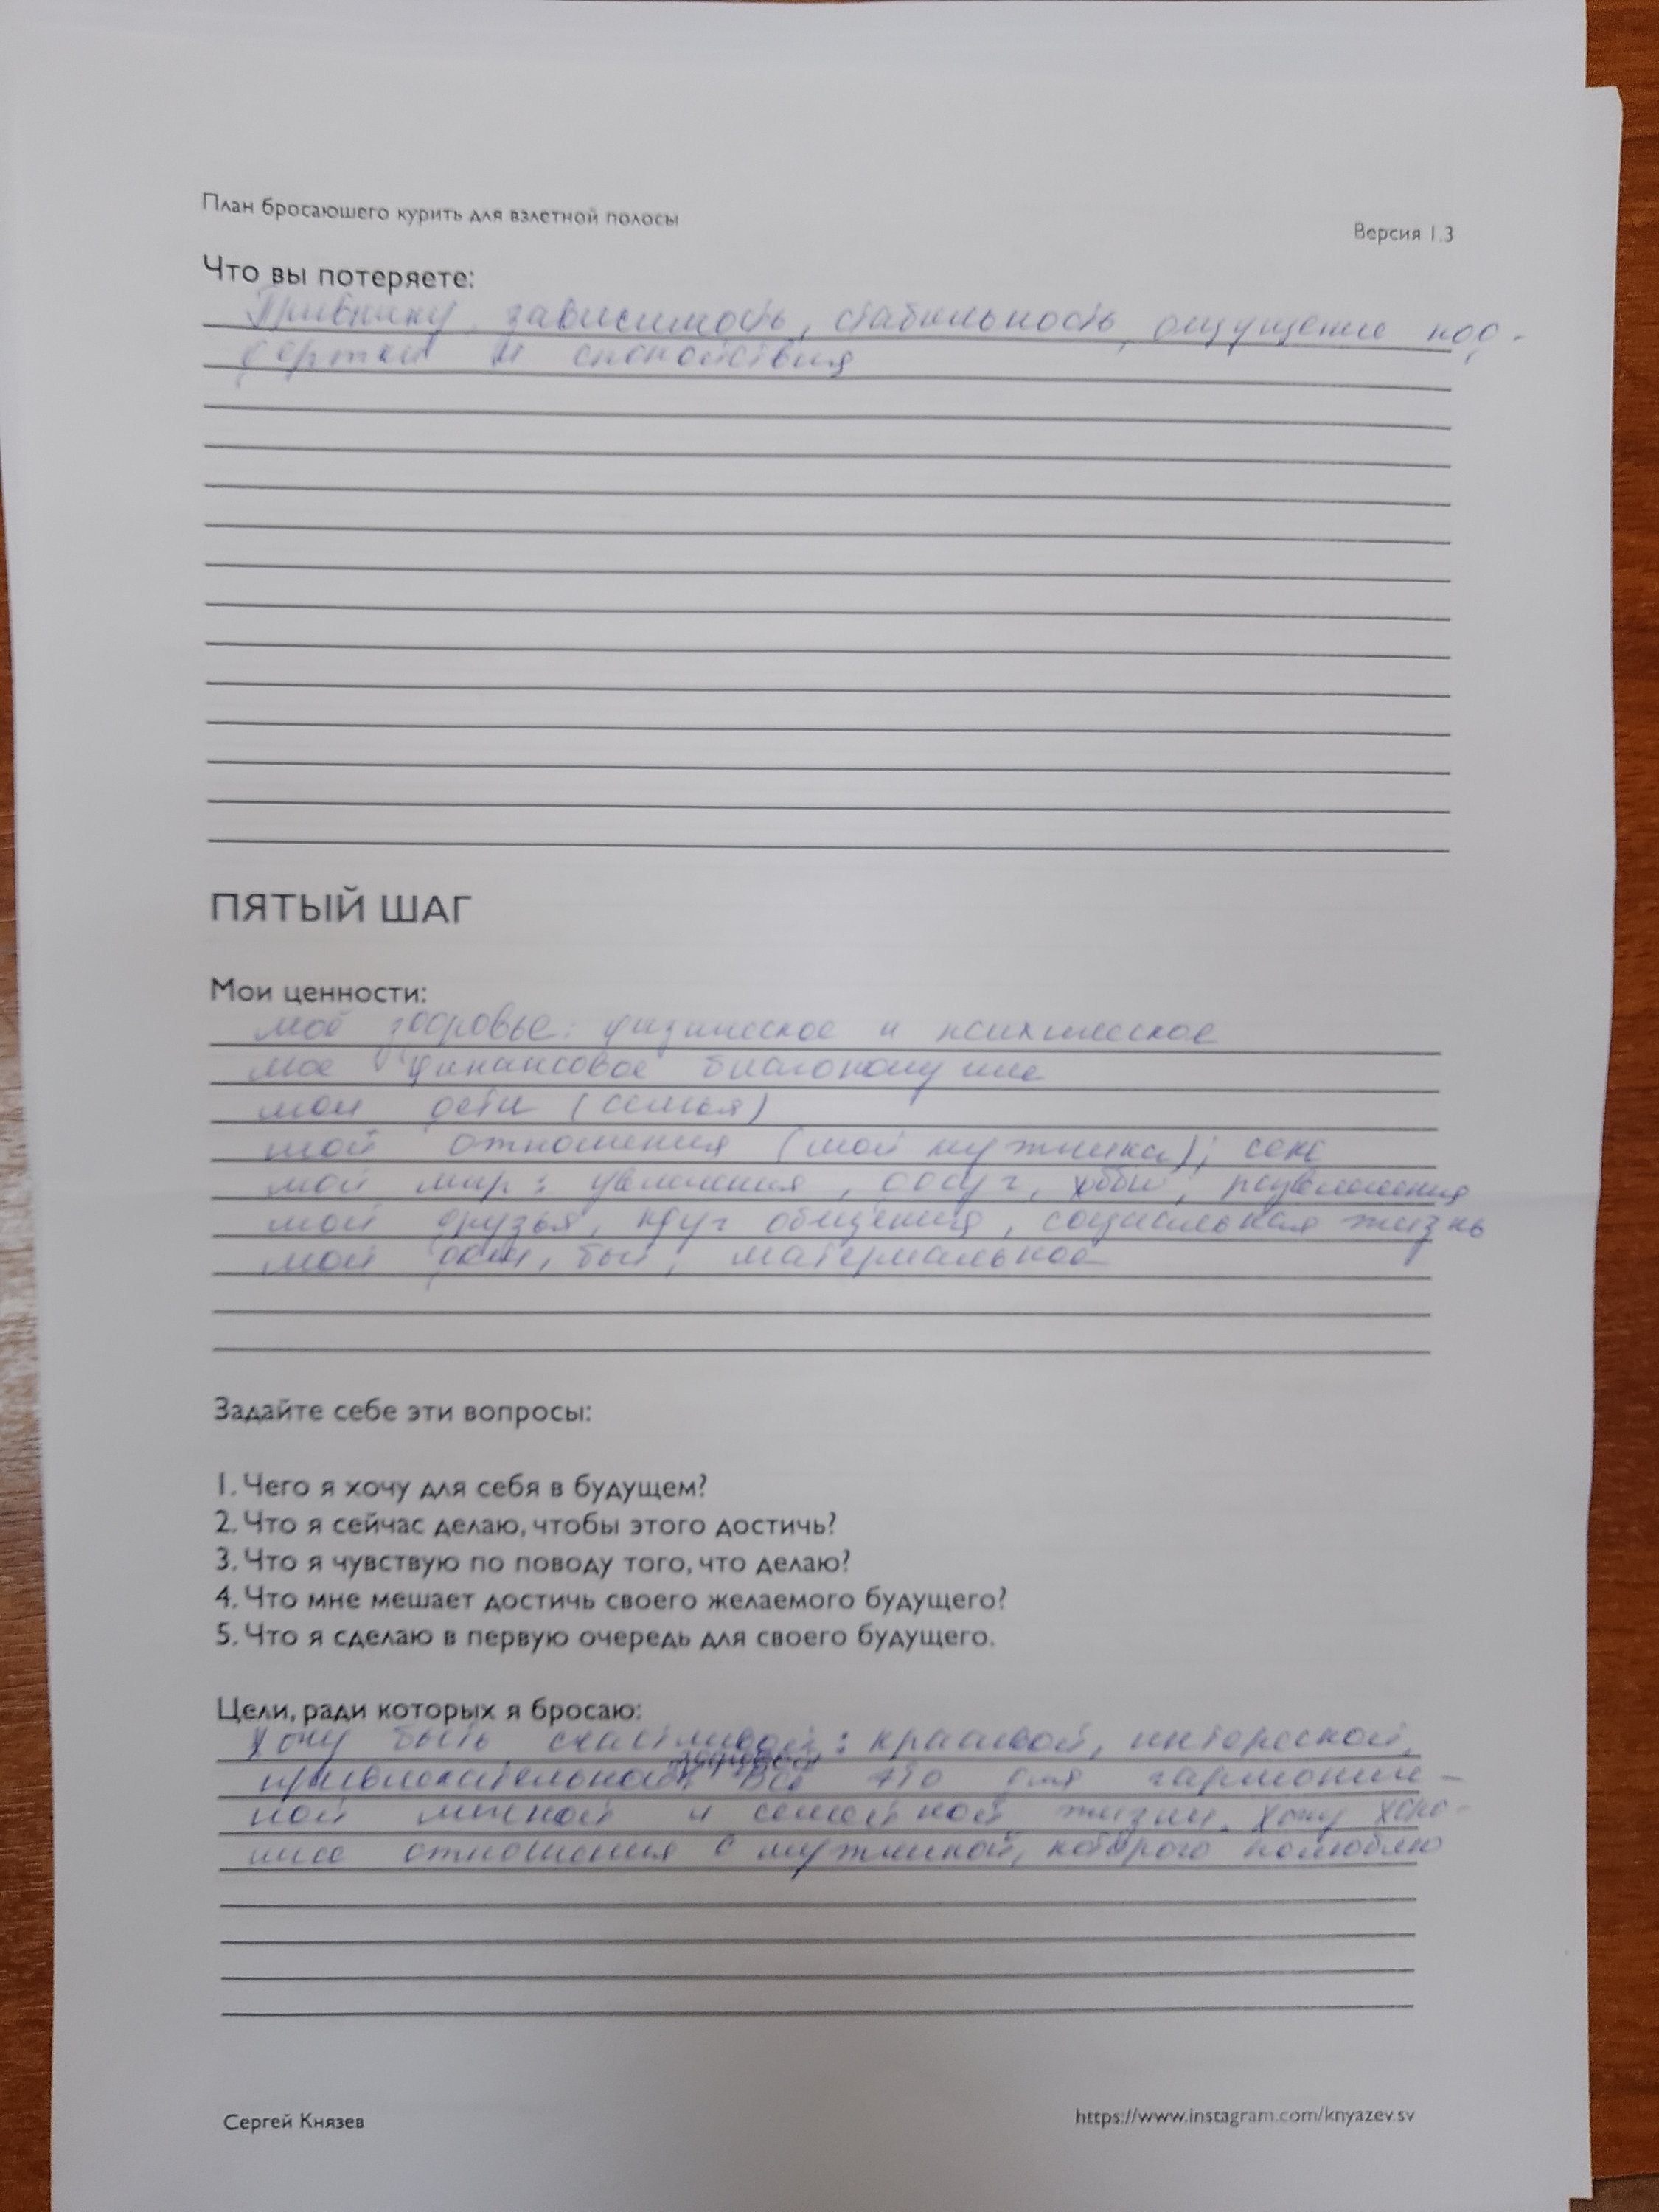 План бросаюшего курить для взлетной полосы
Версия 1.3
Что вы потеряете:
Привычку, зависимость, стабильность, ощущение под-
держки и спокойствия
ПЯТЫЙ ШАГ
Мои ценности:
моё здоровье: физическое и психическое
мое финансовое благополучие
мои дети (семья)
мои отношения (мой мужчина); секс
мой мир: увлечения, досуг, хобби, развлечения
мои друзья, круг общения, социальная жизнь
мой дом, быт, материальное
Задайте себе эти вопросы:
1. Чего я хочу для себя в будущем?
2. Что я сейчас делаю, чтобы этого достичь?
3. Что я чувствую по поводу того, что делаю?
4. Что мне мешает достичь своего желаемого будущего?
5. Что я сделаю в первую очередь для своего будущего.
Цели, ради которых я бросаю:
Хочу быть счастливой: красивой, интересной,
здоровой
привлекательной. Всё это для гармонич-
ной личной и семейной жизни. Хочу хоро-
шие отношения с мужчиной, которого полюблю
Сергей Князев
https://www.instagram.com/knyazev.sv